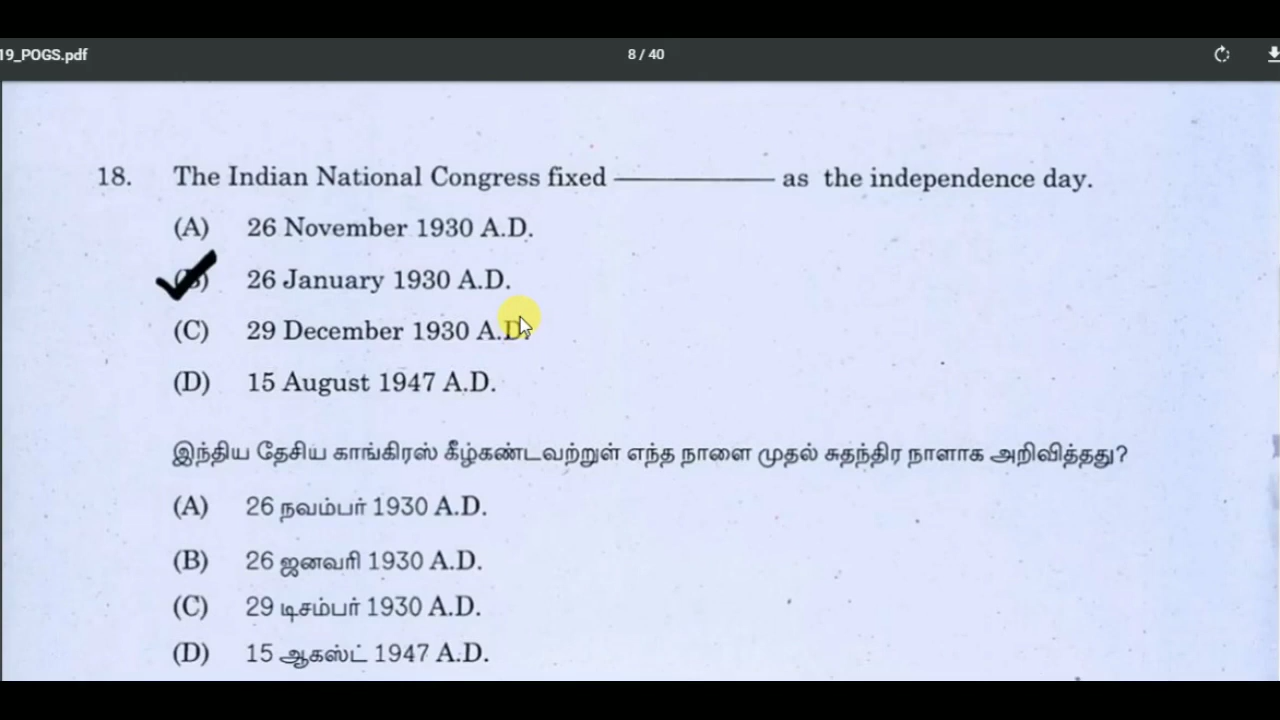 19_POGS.pdf
8 / 40
18. The Indian National Congress fixed ———— as the independence day.
(A) 26 November 1930 A.D.
(B) 26 January 1930 A.D.
(C) 29 December 1930 A.D.
(D) 15 August 1947 A.D.
இந்திய தேசிய காங்கிரஸ் கீழ்கண்டவற்றுள் எந்த நாளை முதல் சுதந்திர நாளாக அறிவித்தது?
(A) 26 நவம்பர் 1930 A.D.
(B) 26 ஜனவரி 1930 A.D.
(C) 29 டிசம்பர் 1930 A.D.
(D) 15 ஆகஸ்ட் 1947 A.D.